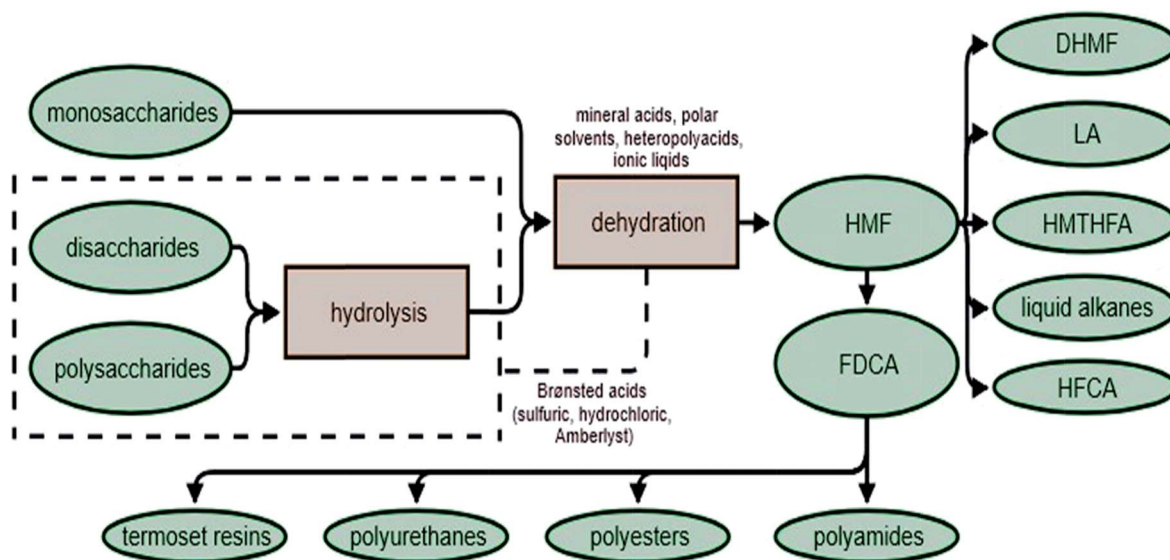 monosaccharides
disaccharides
polysaccharides
hydrolysis
mineral acids, polar
solvents, heteropolyacids,
ionic liqids
dehydration
Brønsted acids
(sulfuric, hydrochloric,
Amberlyst)
HMF
FDCA
DHMF
LA
HMTHFA
liquid alkanes
HFCA
termoset resins
polyurethanes
polyesters
polyamides